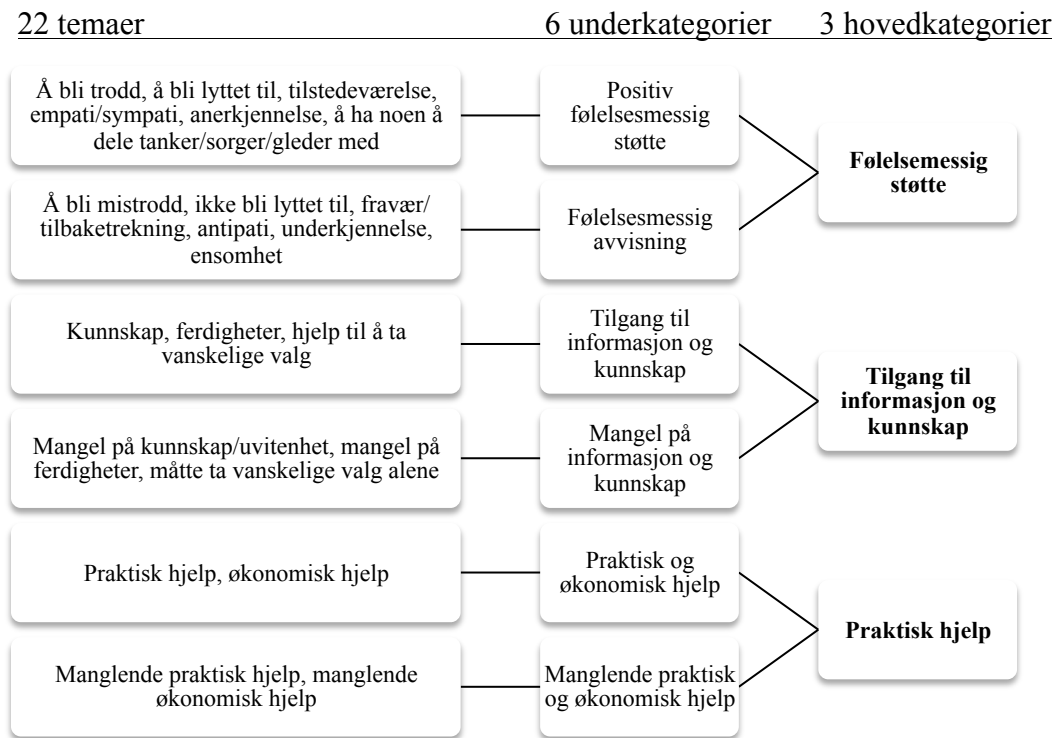 22 temaer 6 underkategorier 3 hovedkategorier
Å bli trodd, å bli lyttet til, tilstedeværelse,
empati/sympati, anerkjennelse, å ha noen å
dele tanker/sorger/gleder med
Positiv
følelsesmessig
støtte
Følelsemessig
støtte
Å bli mistrodd, ikke bli lyttet til, fravær/
tilbaketrekning, antipati, underkjennelse,
ensomhet
Følelsesmessig
avvisning
Kunnskap, ferdigheter, hjelp til å ta
vanskelige valg
Tilgang til
informasjon og
kunnskap
Tilgang til
informasjon og
kunnskap
Mangel på kunnskap/uvitenhet, mangel på
ferdigheter, måtte ta vanskelige valg alene
Mangel på
informasjon og
kunnskap
Praktisk hjelp, økonomisk hjelp
Praktisk og
økonomisk hjelp
Praktisk hjelp
Manglende praktisk hjelp, manglende
økonomisk hjelp
Manglende praktisk
og økonomisk hjelp